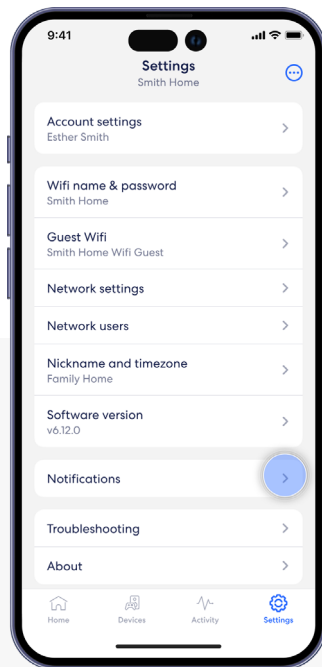 9:41
Settings
Smith Home
Account settings
Esther Smith
Wifi name & password
Smith Home
Guest Wifi
Smith Home Wifi Guest
Network settings
Network users
Nickname and timezone
Family Home
Software version
v6.12.0
Notifications
Troubleshooting
About
Home Devices Activity Settings